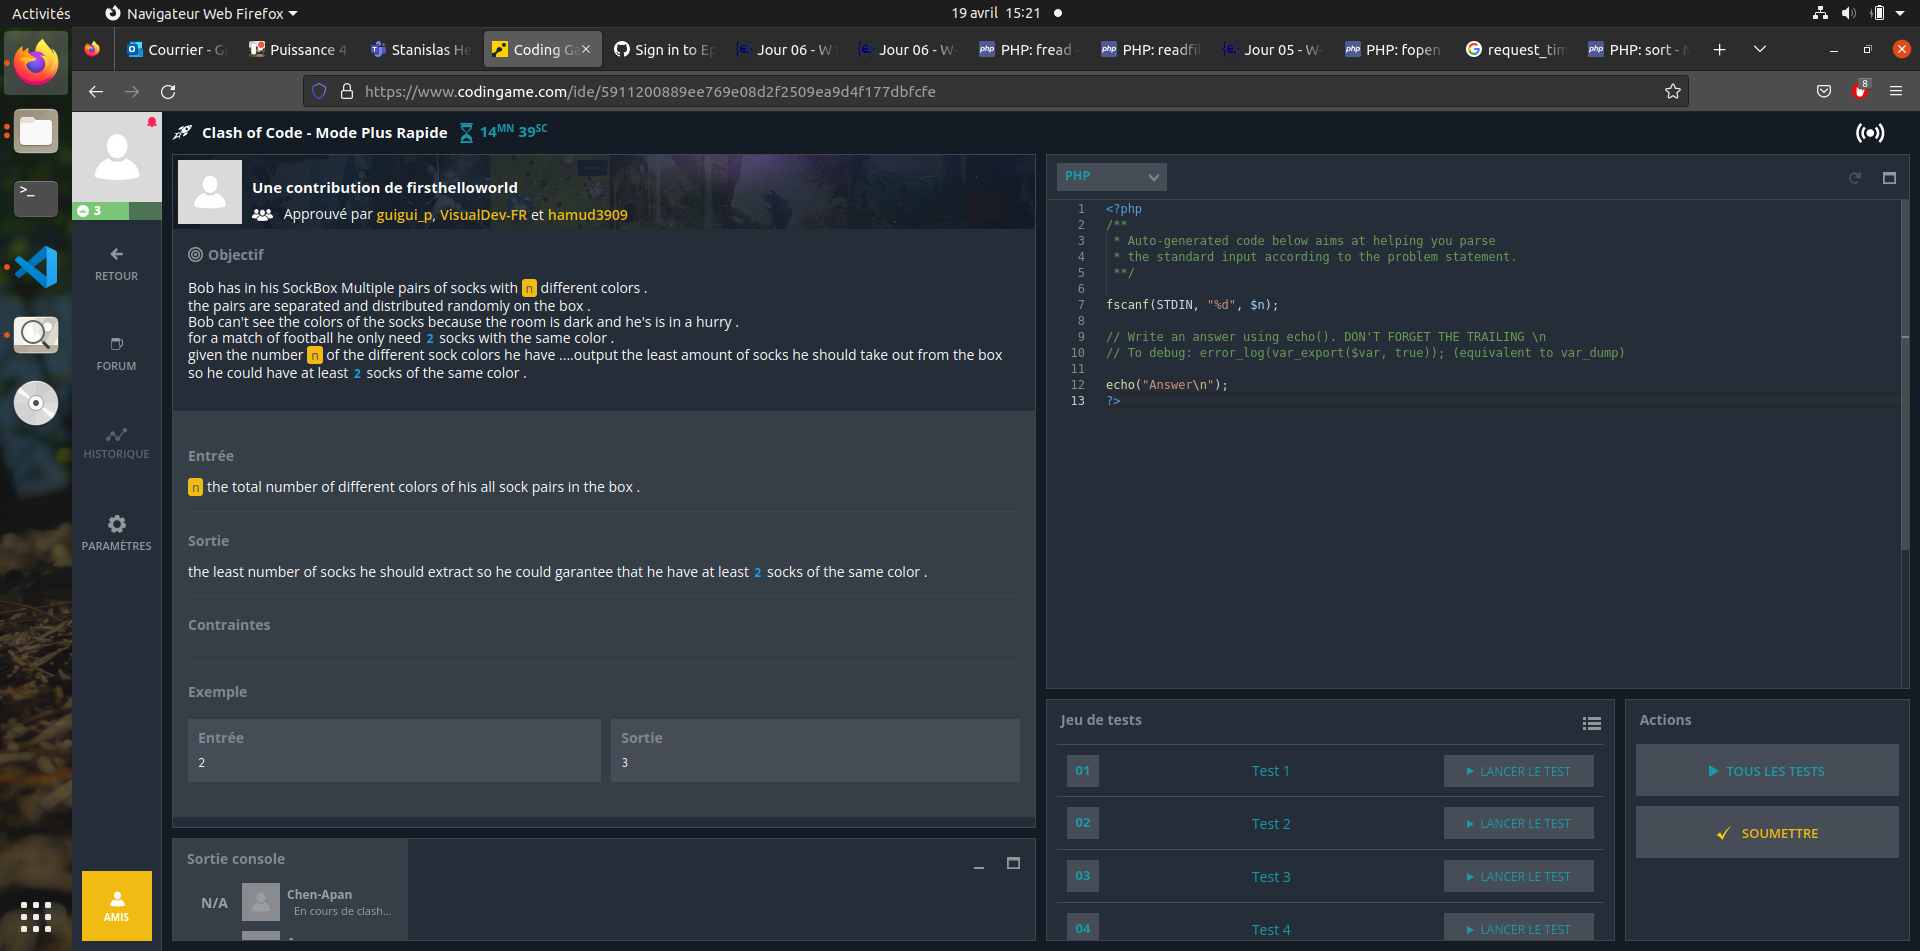 Activités
Navigateur Web Firefox
19 avril 15:21
Courrier - G
Puissance 4
Stanislas He
Coding Ga
Sign in to Ep
Jour 06 - W
Jour 06 - W-
PHP: fread -
PHP: readfil
Jour 05 - W-
PHP: fopen
request_tim
PHP: sort - M
https://www.codingame.com/ide/5911200889ee769e08d2f2509ea9d4f177dbfcfe
8
Clash of Code - Mode Plus Rapide
14MN 39SC
3
RETOUR
FORUM
HISTORIQUE
PARAMÈTRES
AMIS
Une contribution de firsthelloworld
Approuvé par guigui_p, VisualDev-FR et hamud3909
Objectif
Bob has in his SockBox Multiple pairs of socks with n different colors .
the pairs are separated and distributed randomly on the box .
Bob can't see the colors of the socks because the room is dark and he's is in a hurry .
for a match of football he only need 2 socks with the same color .
given the number n of the different sock colors he have ....output the least amount of socks he should take out from the box
so he could have at least 2 socks of the same color .
Entrée
n the total number of different colors of his all sock pairs in the box .
Sortie
the least number of socks he should extract so he could garantee that he have at least 2 socks of the same color .
Contraintes
Exemple
Entrée
2
Sortie
3
Sortie console
N/A
Chen-Apan
En cours de clash...
PHP
1 <?php
2 /**
3 * Auto-generated code below aims at helping you parse
4 * the standard input according to the problem statement.
5 **/
6
7 fscanf(STDIN, "%d", $n);
8
9 // Write an answer using echo(). DON'T FORGET THE TRAILING \n
10 // To debug: error_log(var_export($var, true)); (equivalent to var_dump)
11
12 echo("Answer\n");
13 ?>
Jeu de tests
01 Test 1 LANCER LE TEST
02 Test 2 LANCER LE TEST
03 Test 3 LANCER LE TEST
04 Test 4 LANCER LE TEST
Actions
TOUS LES TESTS
SOUMETTRE